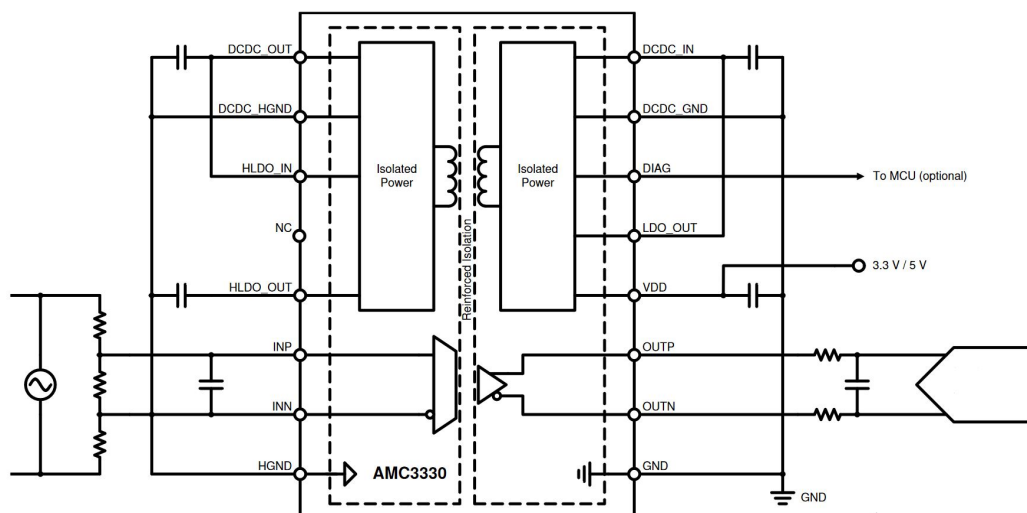 DCDC_OUT
DCDC_HGND
HLDO_IN
NC
HLDO_OUT
INP
INN
HGND
Isolated
Power
Reinforced Isolation
Isolated
Power
AMC3330
DCDC_IN
DCDC_GND
DIAG
LDO_OUT
VDD
OUTP
OUTN
GND
To MCU (optional)
3.3 V / 5 V
GND